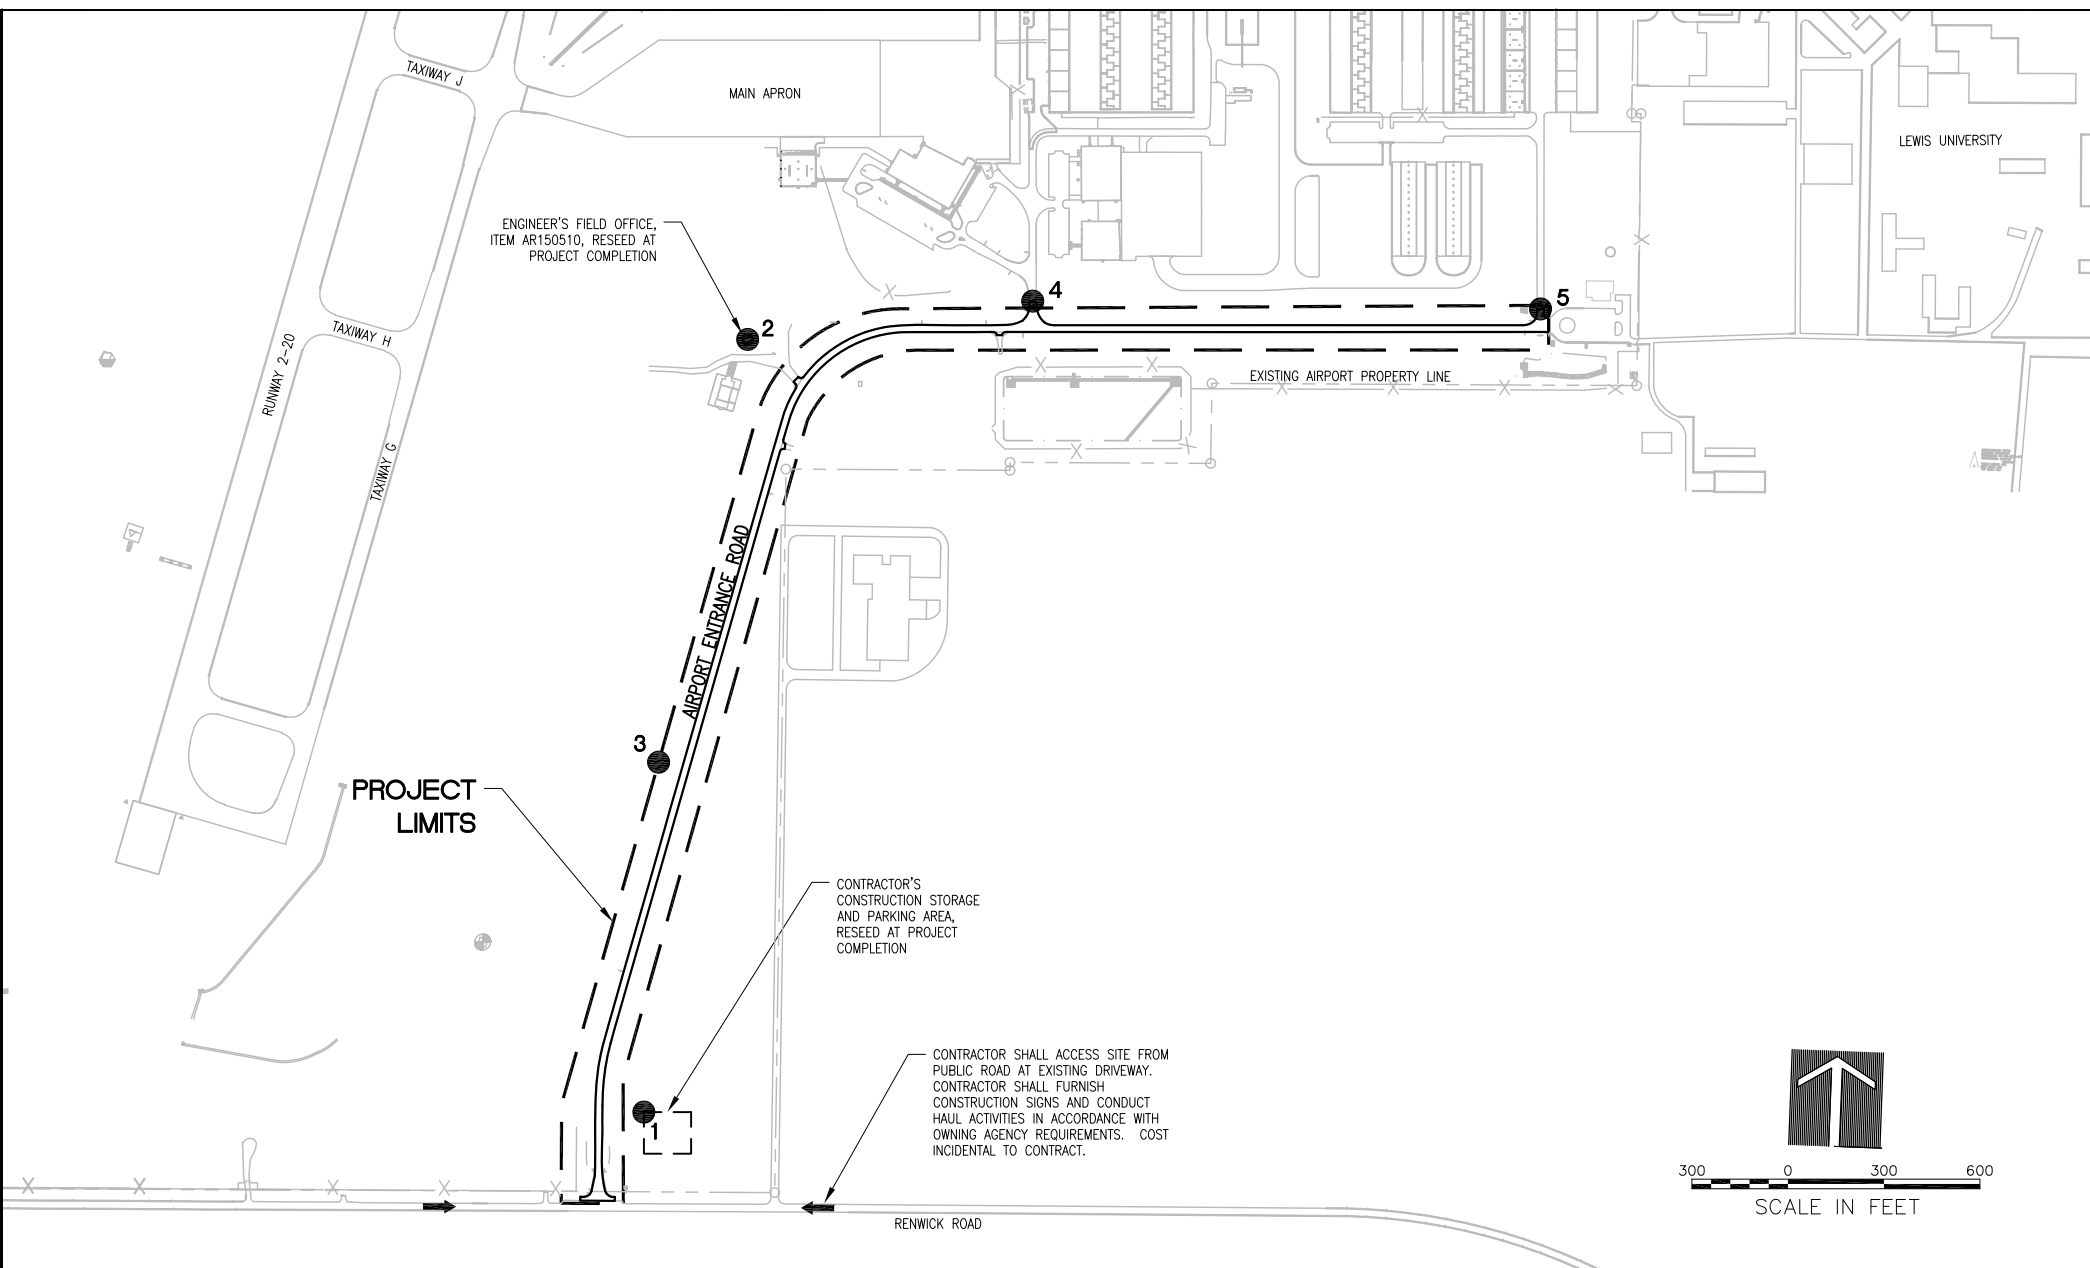 TAXIWAY J
MAIN APRON
LEWIS UNIVERSITY
ENGINEER'S FIELD OFFICE,
ITEM AR150510, RESEED AT
PROJECT COMPLETION
4
5
2
RUNWAY 2-20
TAXIWAY H
EXISTING AIRPORT PROPERTY LINE
TAXIWAY G
AIRPORT ENTRANCE ROAD
3
PROJECT
LIMITS
CONTRACTOR'S
CONSTRUCTION STORAGE
AND PARKING AREA,
RESEED AT PROJECT
COMPLETION
CONTRACTOR SHALL ACCESS SITE FROM
PUBLIC ROAD AT EXISTING DRIVEWAY.
CONTRACTOR SHALL FURNISH
CONSTRUCTION SIGNS AND CONDUCT
HAUL ACTIVITIES IN ACCORDANCE WITH
OWNING AGENCY REQUIREMENTS. COST
INCIDENTAL TO CONTRACT.
1
300 0 300 600
SCALE IN FEET
RENWICK ROAD